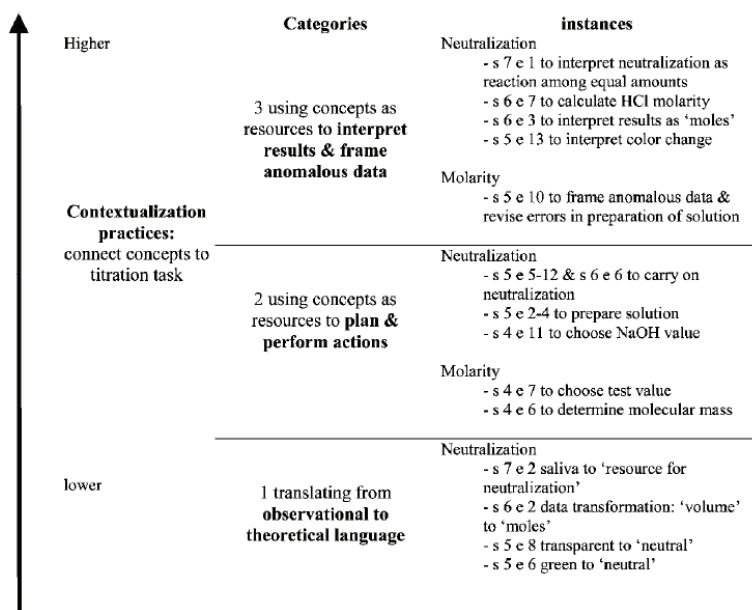 Categories
instances
Higher
3 using concepts as
resources to interpret
results & frame
anomalous data
Neutralization
- s 7 e 1 to interpret neutralization as
reaction among equal amounts
- s 6 e 7 to calculate HCl molarity
- s 6 e 3 to interpret results as ‘moles’
- s 5 e 13 to interpret color change
Molarity
- s 5 e 10 to frame anomalous data &
revise errors in preparation of solution
Contextualization
practices:
connect concepts to
titration task
2 using concepts as
resources to plan &
perform actions
Neutralization
- s 5 e 5-12 & s 6 e 6 to carry on
neutralization
- s 5 e 2-4 to prepare solution
- s 4 e 11 to choose NaOH value
Molarity
- s 4 e 7 to choose test value
- s 4 e 6 to determine molecular mass
lower
1 translating from
observational to
theoretical language
Neutralization
- s 7 e 2 saliva to ‘resource for
neutralization’
- s 6 e 2 data transformation: ‘volume’
to ‘moles’
- s 5 e 8 transparent to ‘neutral’
- s 5 e 6 green to ‘neutral’